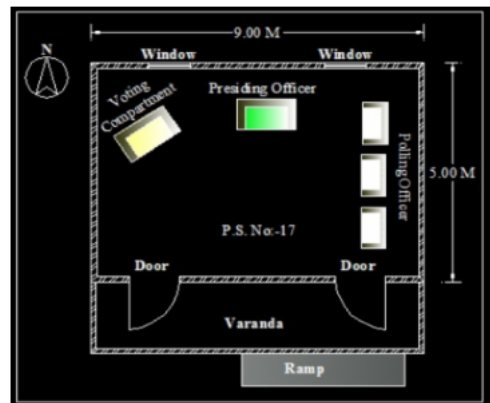 9.00 M
N
Window
Window
Voting
Compartment
Presiding Officer
Polling Officer
5.00 M
P.S. No:-17
Door
Door
Varanda
Ramp